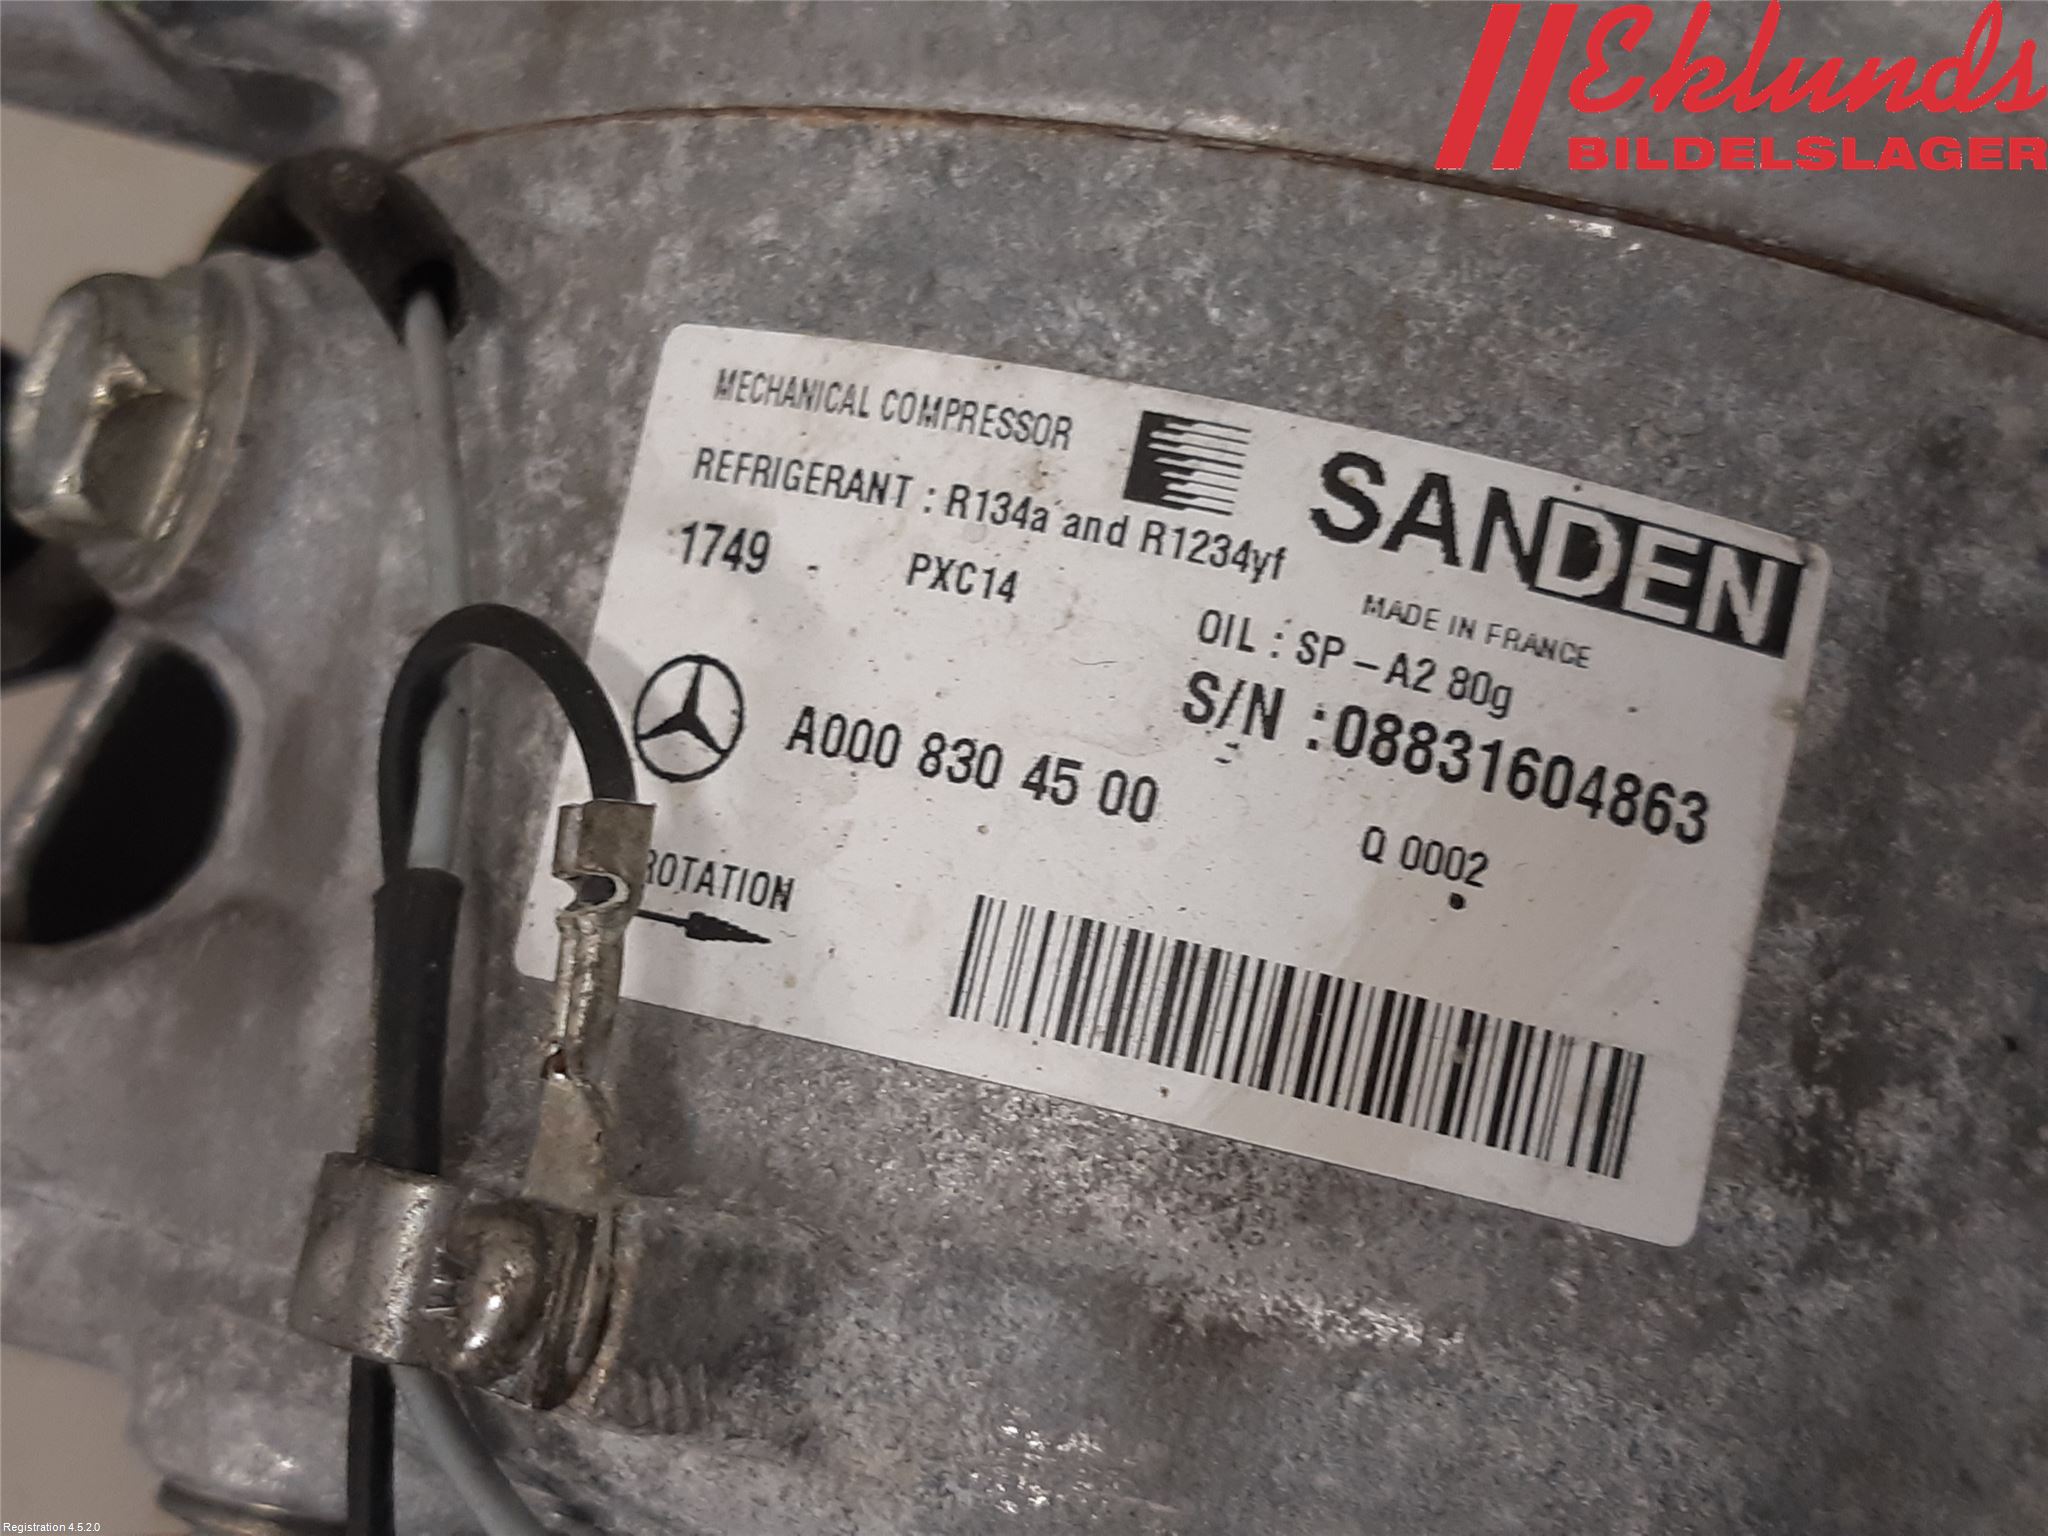 Eklunds
BILDELSLAGER
MECHANICAL COMPRESSOR
SANDEN
REFRIGERANT : R134a and R1234yf
MADE IN FRANCE
1749 PXC14
OIL : SP - A2 80g
S/N : 08831604863
A000 830 45 00
Q 0002
ROTATION
Registration 4.5.2.0